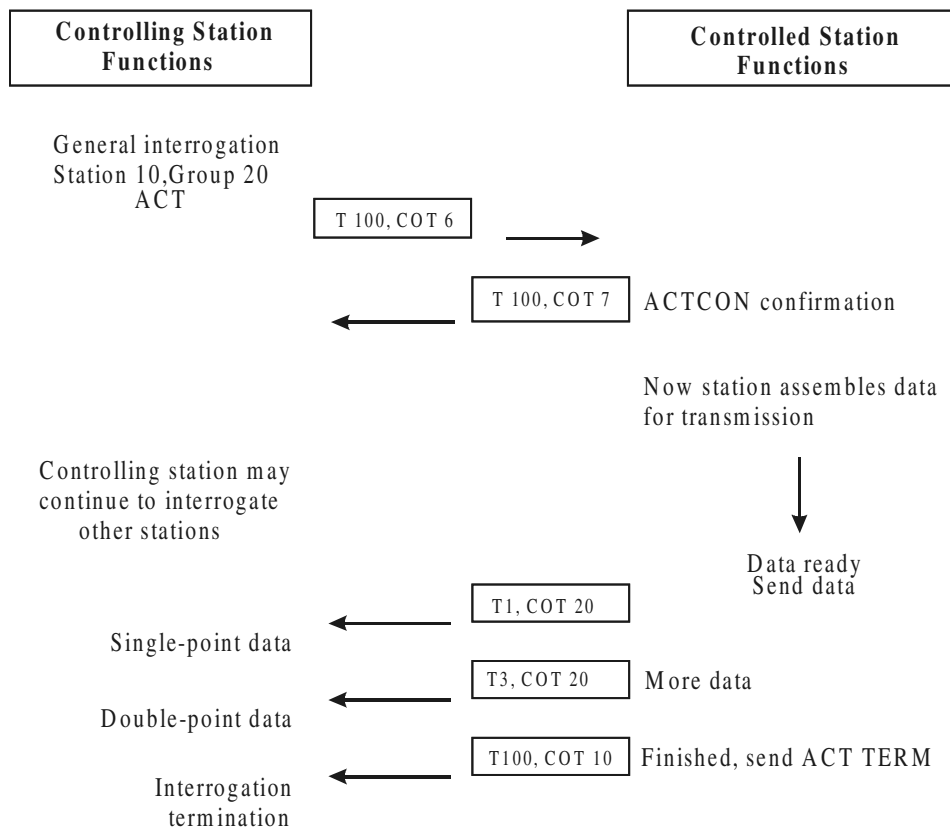 Controlling Station
Functions
Controlled Station
Functions
General interrogation
Station 10,Group 20
ACT
T 100, COT 6
T 100, COT 7
ACTCON confirmation
Now station assembles data
for transmission
Controlling station may
continue to interrogate
other stations
Data ready
Send data
T1, COT 20
Single-point data
T3, COT 20
More data
Double-point data
T100, COT 10
Finished, send ACT TERM
Interrogation
termination